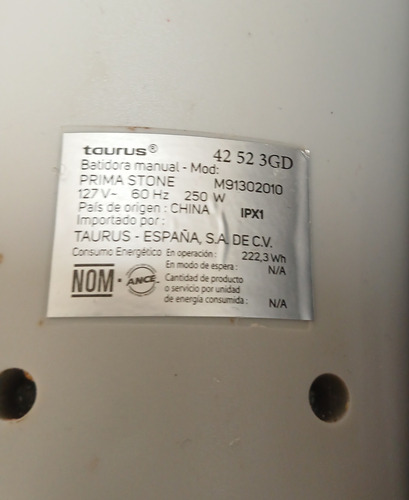 taurus® 42 52 3GD
Batidora manual - Mod:
PRIMA STONE M91302010
127 V~ 60 Hz 250 W
País de origen : CHINA IPX1
Importado por :
TAURUS - ESPAÑA, S.A. DE C.V.
Consumo Energético En operación : 222,3 Wh
En modo de espera : N/A
NOM · ANCE Cantidad de producto
o servicio por unidad
de energía consumida : N/A